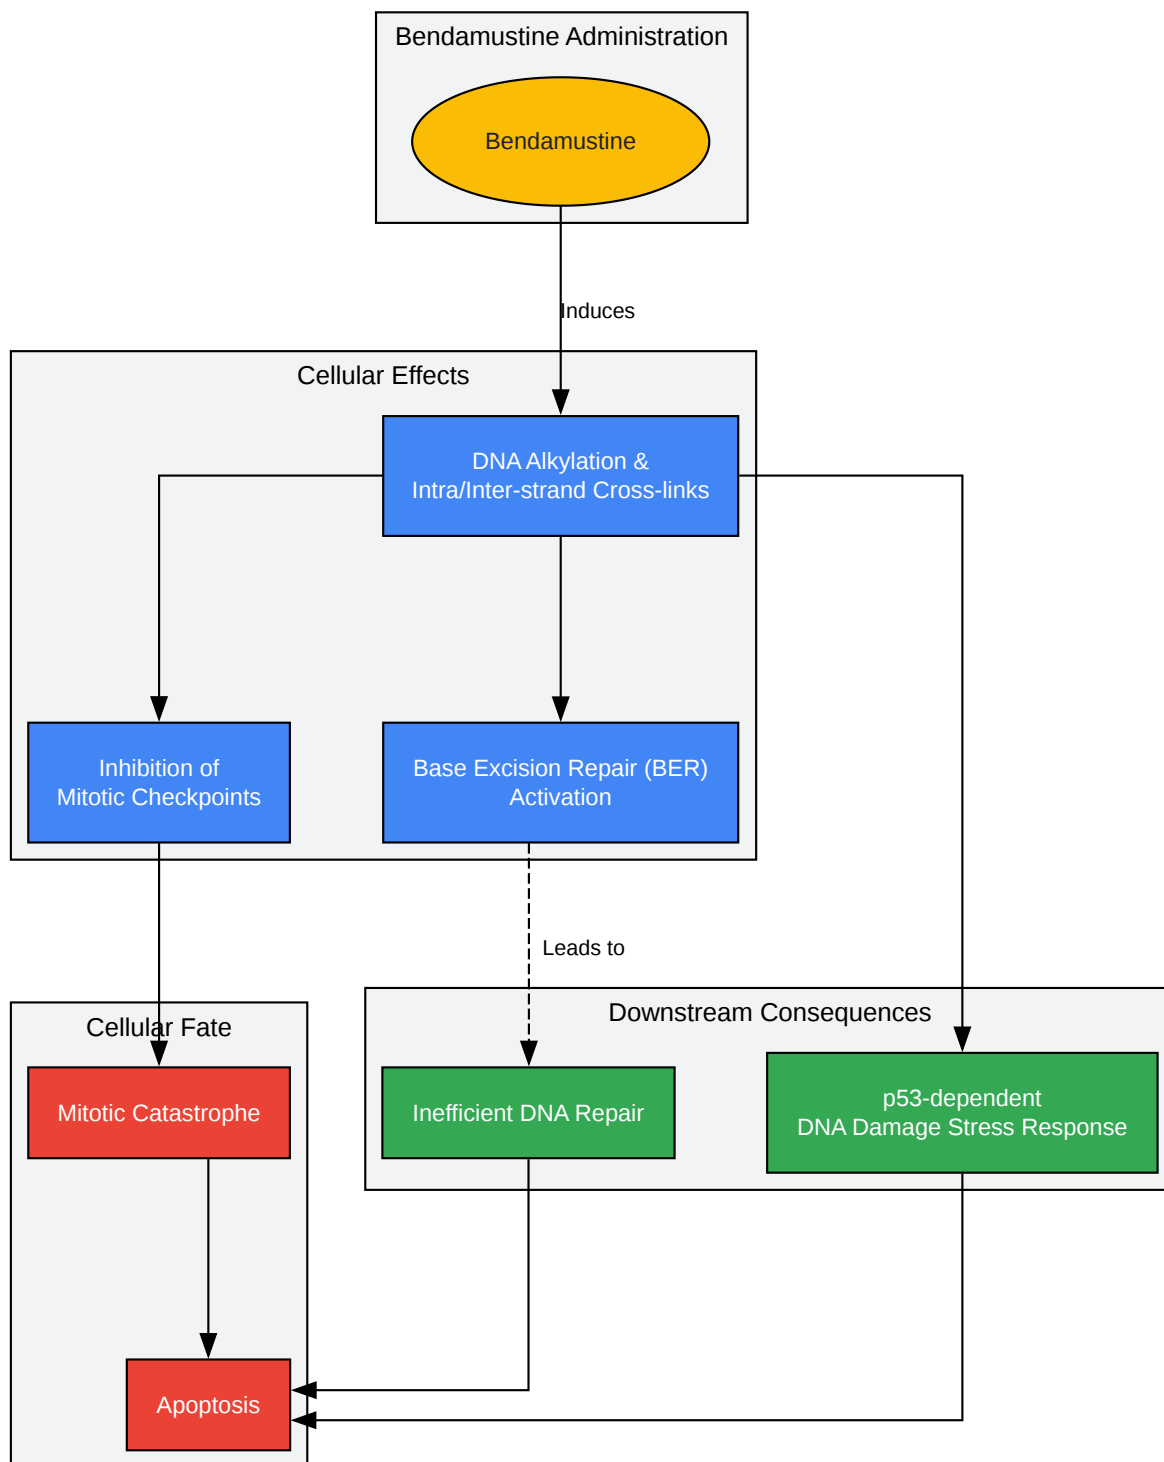 Bendamustine Administration
Bendamustine
Induces
Cellular Effects
DNA Alkylation &
Intra/Inter-strand Cross-links
Inhibition of
Mitotic Checkpoints
Base Excision Repair (BER)
Activation
Leads to
Cellular Fate
Downstream Consequences
Mitotic Catastrophe
Inefficient DNA Repair
p53-dependent
DNA Damage Stress Response
Apoptosis